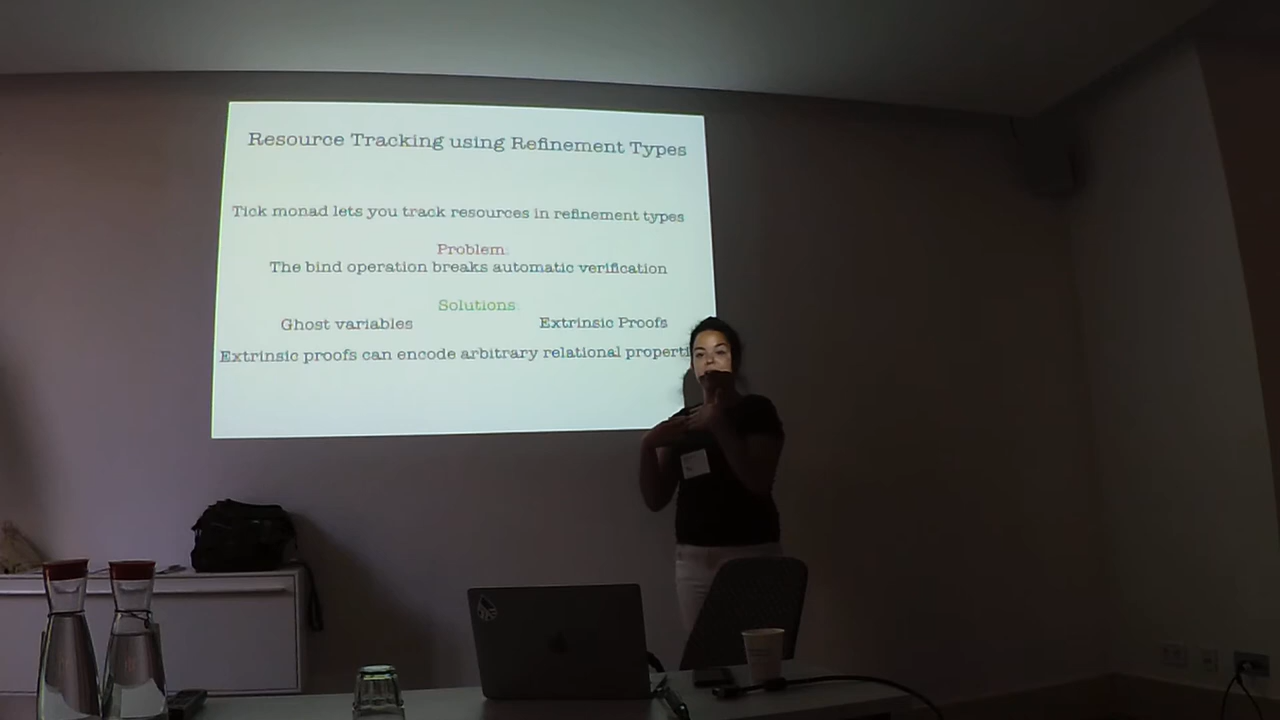 Resource Tracking using Refinement Types
Tick monad lets you track resources in refinement types
Problem:
The bind operation breaks automatic verification
Solutions:
Ghost variables
Extrinsic Proofs
Extrinsic proofs can encode arbitrary relational properti